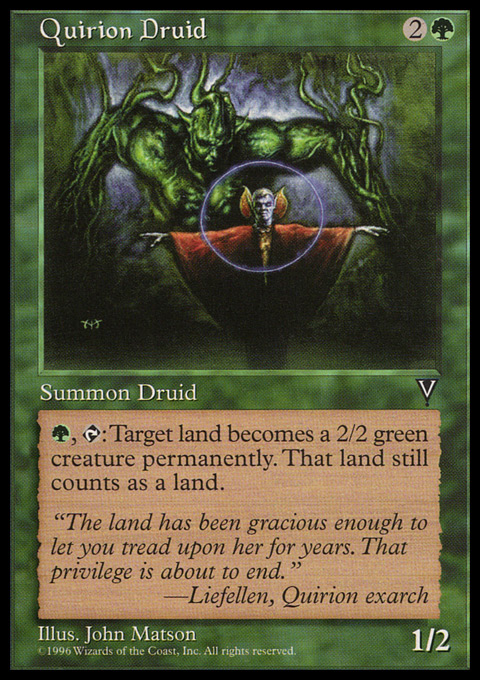 Quirion Druid 2
Summon Druid
:Target land becomes a 2/2 green
creature permanently. That land still
counts as a land.
“The land has been gracious enough to
let you tread upon her for years. That
privilege is about to end.”
—Liefellen, Quirion exarch
Illus. John Matson
©1996 Wizards of the Coast, Inc. All rights reserved.
1/2